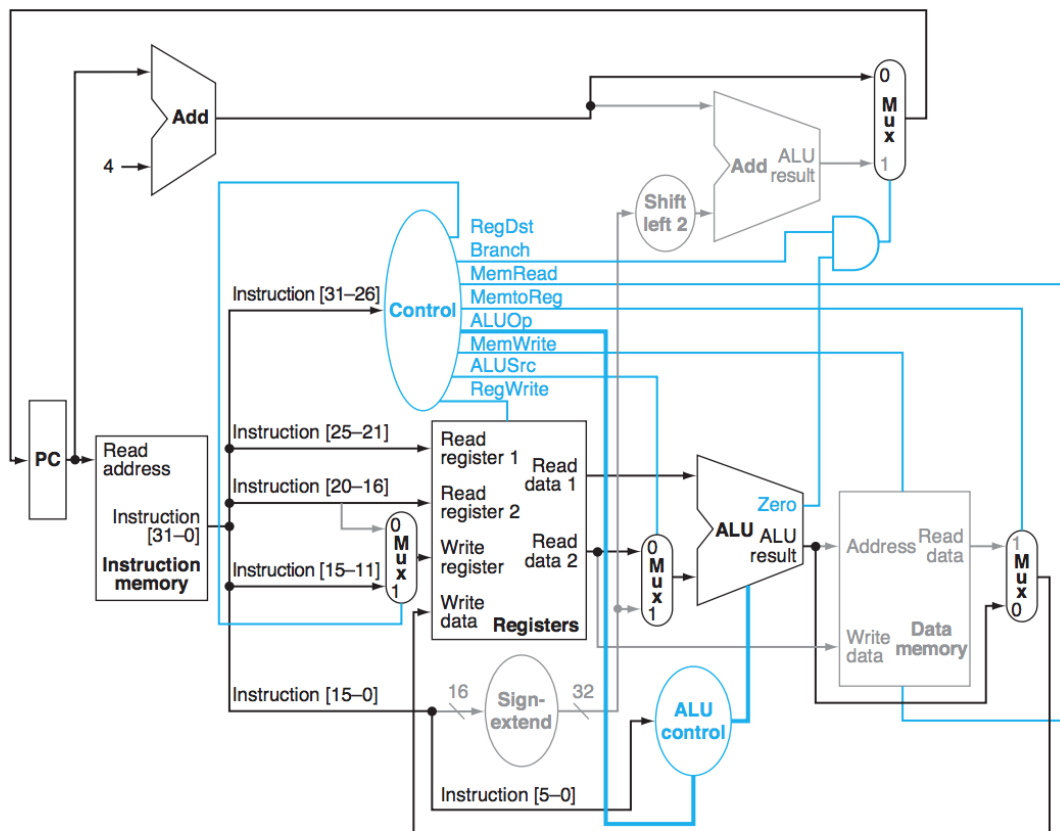 0
M
u
x
1
Add
4
Add
ALU
result
Shift
left 2
RegDst
Branch
MemRead
MemtoReg
ALUOp
MemWrite
ALUSrc
RegWrite
Control
Instruction [31–26]
Instruction [25–21]
Instruction [20–16]
Instruction [15–11]
Instruction [15–0]
Instruction [5–0]
PC
Read
address
Instruction
[31–0]
Instruction
memory
0
M
u
x
1
Read
register 1
Read
register 2
Write
register
Write
data
Read
data 1
Read
data 2
Registers
0
M
u
x
1
Zero
ALU
ALU
result
Address
Read
data
Write
data
Data
memory
1
M
u
x
0
16
Sign-
extend
32
ALU
control